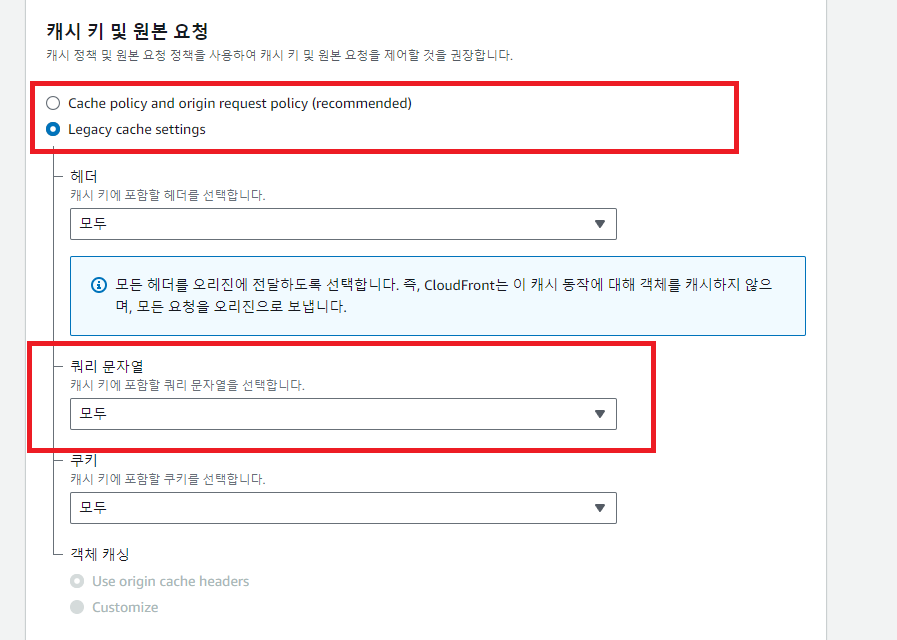 캐시 키 및 원본 요청
캐시 정책 및 원본 요청 정책을 사용하여 캐시 키 및 원본 요청을 제어할 것을 권장합니다.
Cache policy and origin request policy (recommended)
Legacy cache settings
헤더
캐시 키에 포함할 헤더를 선택합니다.
모두
모든 헤더를 오리진에 전달하도록 선택합니다. 즉, CloudFront는 이 캐시 동작에 대해 객체를 캐시하지 않으
며, 모든 요청을 오리진으로 보냅니다.
쿼리 문자열
캐시 키에 포함할 쿼리 문자열을 선택합니다.
모두
쿠키
캐시 키에 포함할 쿠키를 선택합니다.
모두
객체 캐싱
Use origin cache headers
Customize